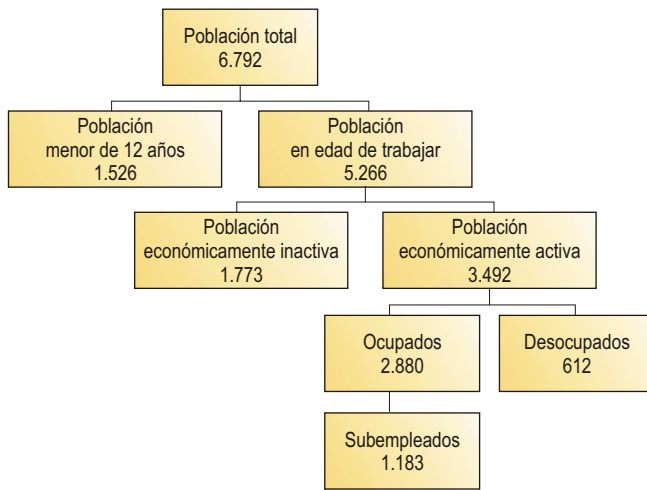 Población total
6.792
Población
menor de 12 años
1.526
Población
en edad de trabajar
5.266
Población
económicamente inactiva
1.773
Población
económicamente activa
3.492
Ocupados
2.880
Desocupados
612
Subempleados
1.183